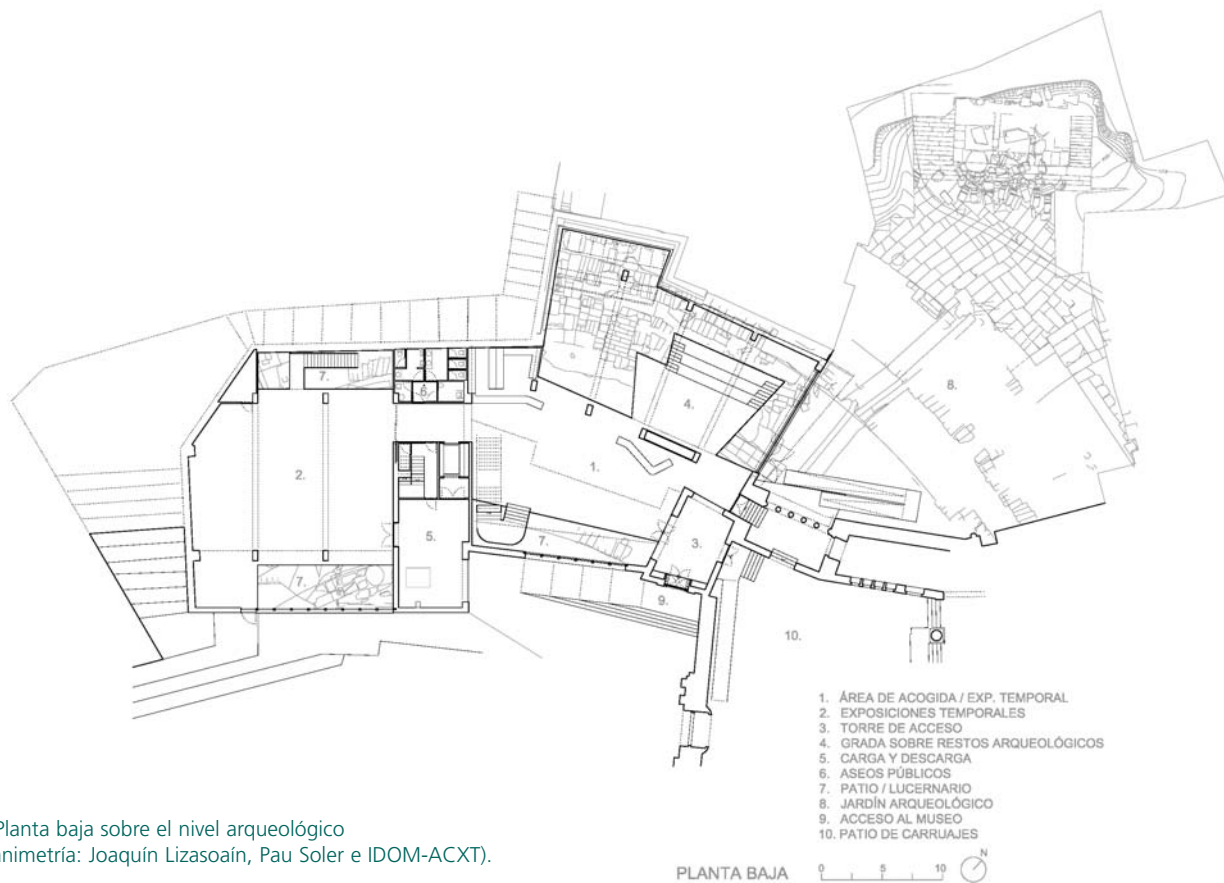 7.
6.
4.
8.
1.
2.
5.
7.
3.
7.
9.
10.
1. ÁREA DE ACOGIDA / EXP. TEMPORAL
2. EXPOSICIONES TEMPORALES
3. TORRE DE ACCESO
4. GRADA SOBRE RESTOS ARQUEOLÓGICOS
5. CARGA Y DESCARGA
6. ASEOS PÚBLICOS
7. PATIO / LUCERNARIO
8. JARDÍN ARQUEOLÓGICO
9. ACCESO AL MUSEO
10. PATIO DE CARRUAJES
Planta baja sobre el nivel arqueológico
animetría: Joaquín Lizasoaín, Pau Soler e IDOM-ACXT).
PLANTA BAJA 0 5 10 N